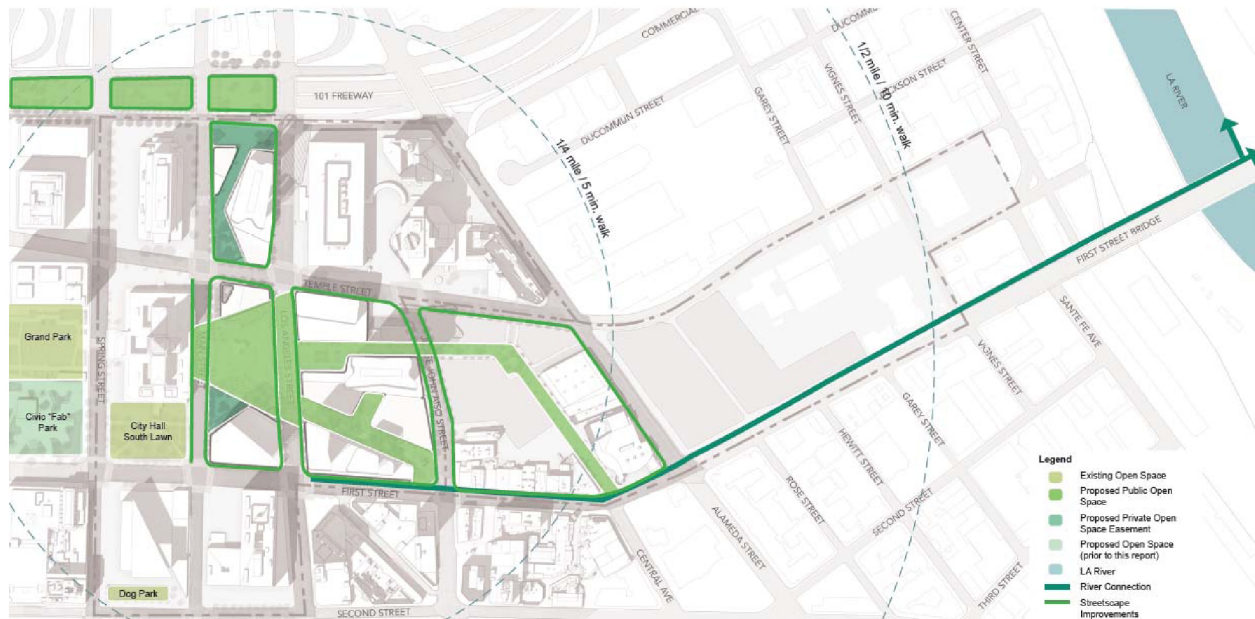 COMMERCIAL
DUCOMMUN STREET
CENTER STREET
1/2 mile / 10 min. walk
VIGNES STREET
JACKSON STREET
LA RIVER
101 FREEWAY
GAREY STREET
DUCOMMUN STREET
1/4 mile / 5 min. walk
FIRST STREET BRIDGE
TEMPLE STREET
SANTE FE AVE
Grand Park
SPRING STREET
LOS ANGELES STREET
JOHN AISO STREET
VIGNES STREET
Civic "Fab"
Park
City Hall
South Lawn
GAREY STREET
HEWITT STREET
FIRST STREET
ROSE STREET
SECOND STREET
ALAMEDA STREET
CENTRAL AVE
THIRD STREET
Dog Park
SECOND STREET
Legend
Existing Open Space
Proposed Public Open
Space
Proposed Private Open
Space Easement
Proposed Open Space
(prior to this report)
LA River
River Connection
Streetscape
Improvements